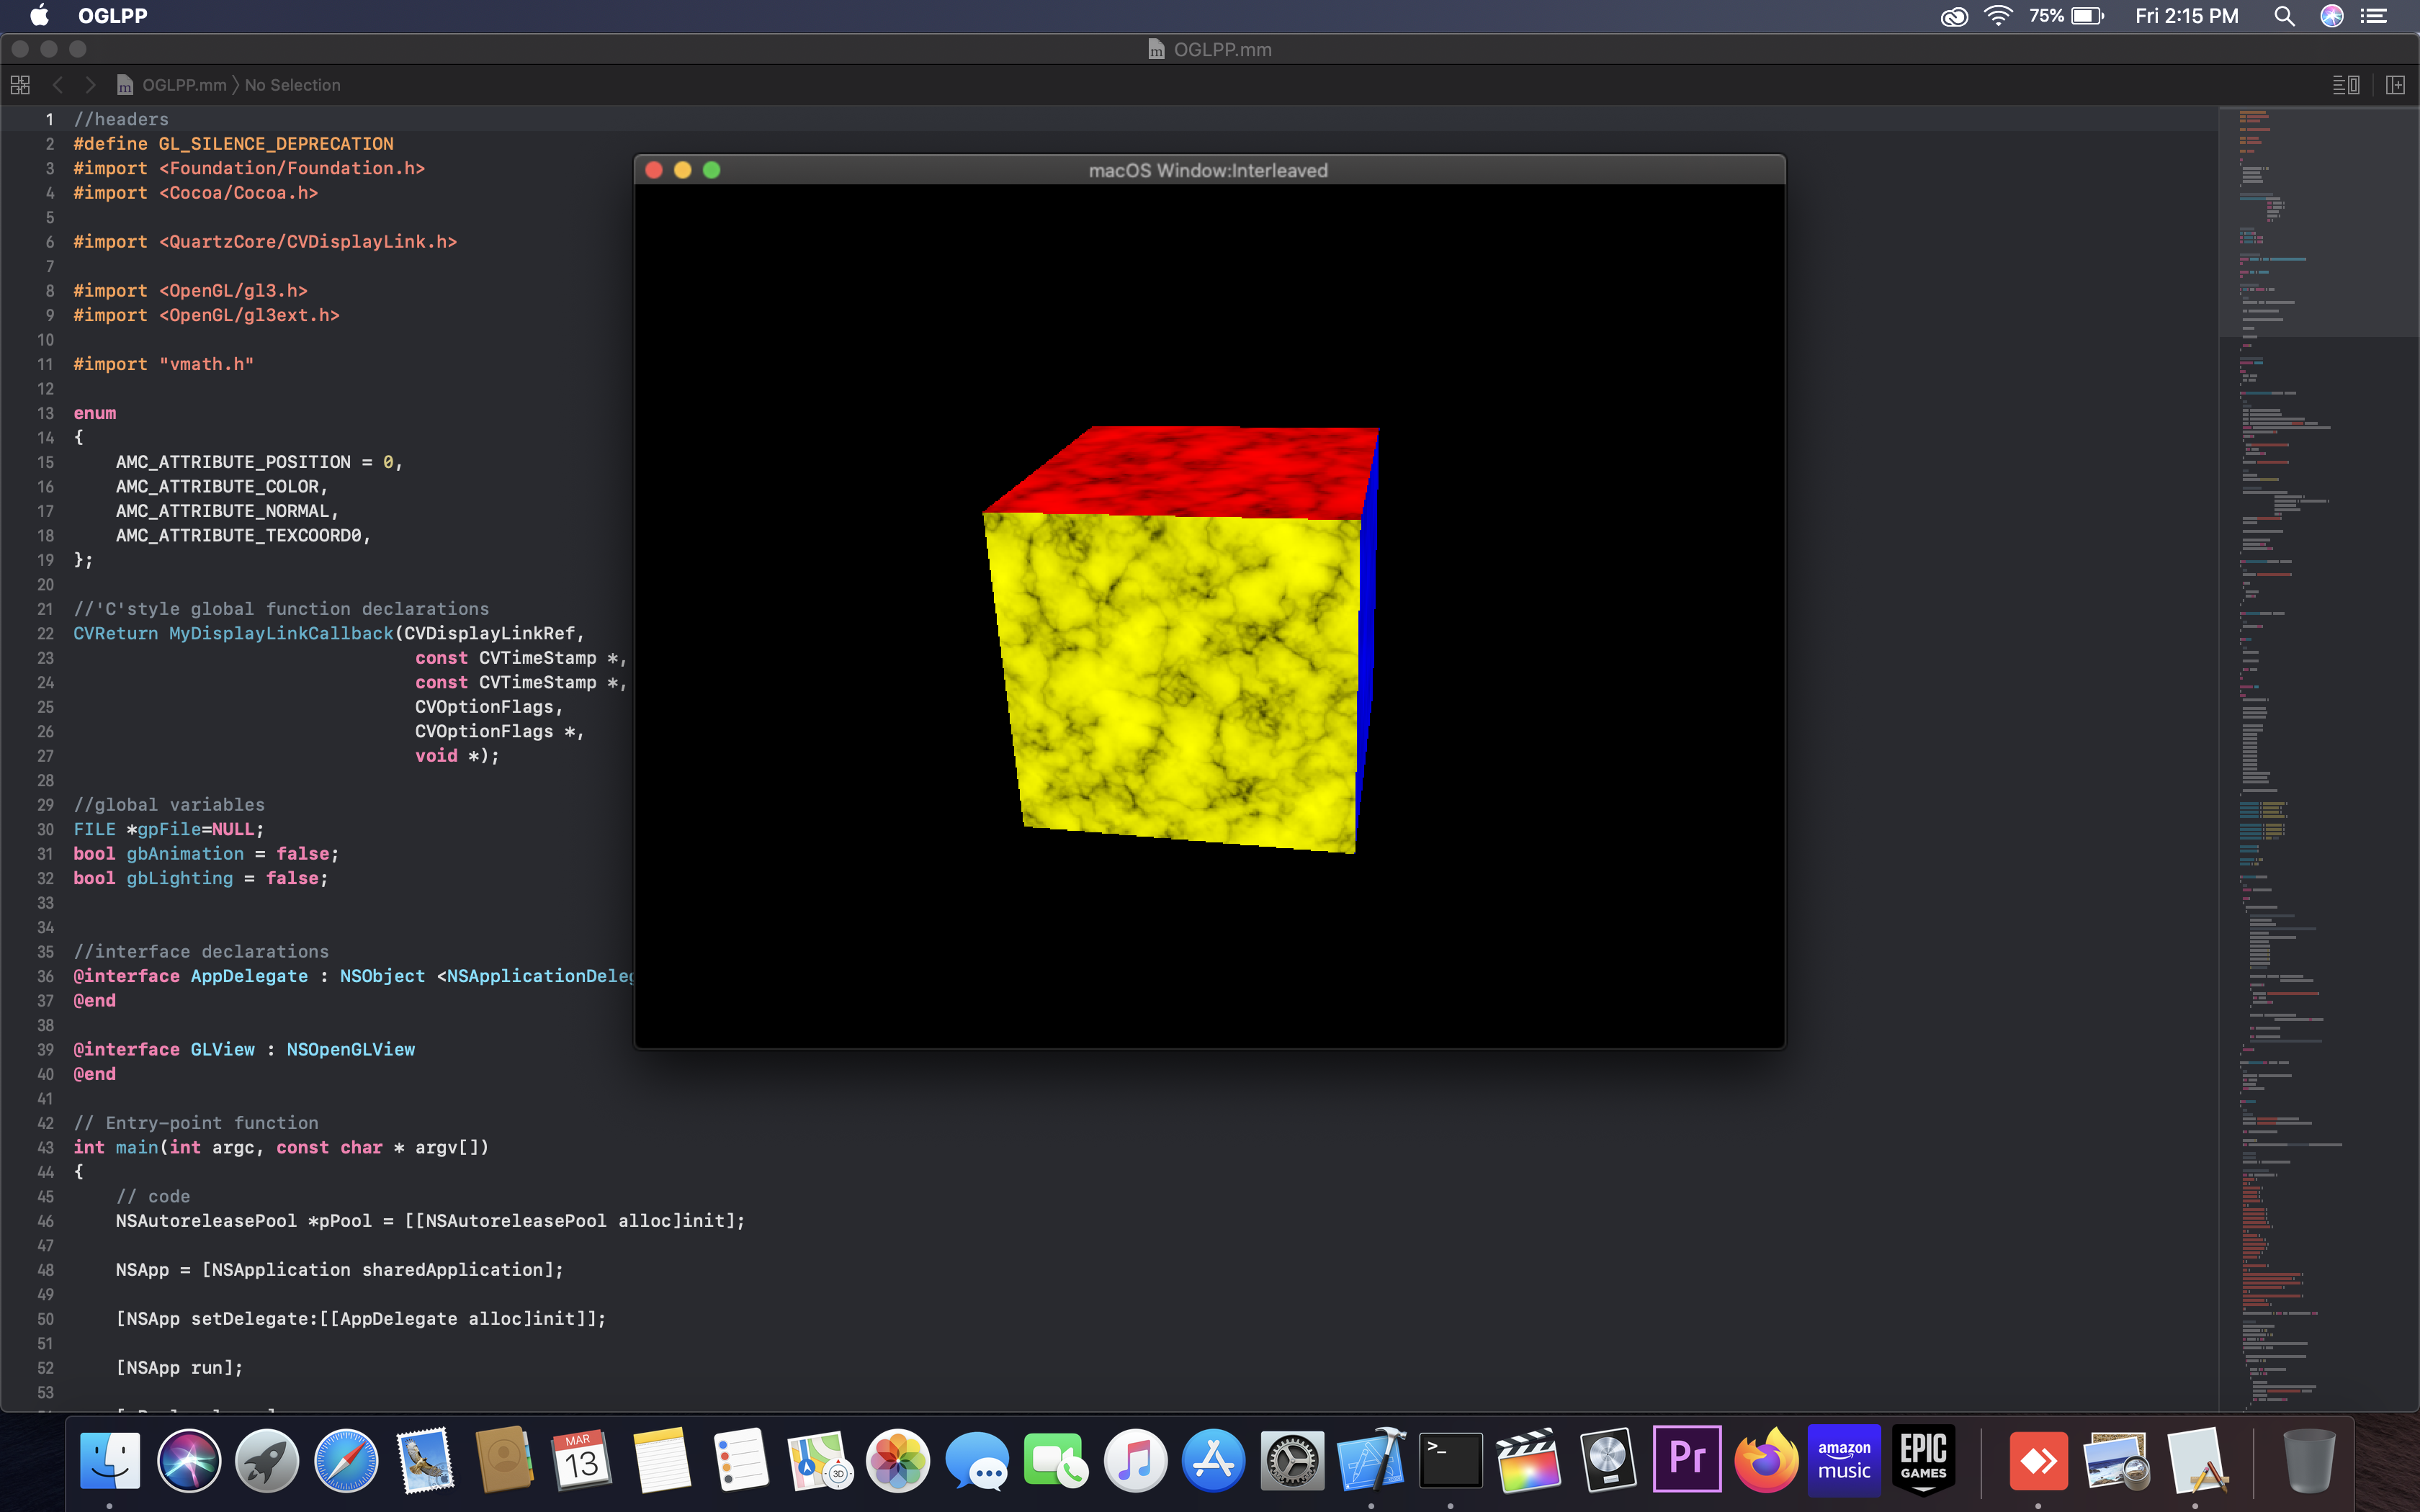 OGLPP
75%
Fri 2:15 PM
OGLPP.mm
OGLPP.mm 〉 No Selection
1 //headers
2 #define GL_SILENCE_DEPRECATION
3 #import <Foundation/Foundation.h>
4 #import <Cocoa/Cocoa.h>
5
6 #import <QuartzCore/CVDisplayLink.h>
7
8 #import <OpenGL/gl3.h>
9 #import <OpenGL/gl3ext.h>
10
11 #import "vmath.h"
12
13 enum
14 {
15 AMC_ATTRIBUTE_POSITION = 0,
16 AMC_ATTRIBUTE_COLOR,
17 AMC_ATTRIBUTE_NORMAL,
18 AMC_ATTRIBUTE_TEXCOORD0,
19 };
20
21 //'C'style global function declarations
22 CVReturn MyDisplayLinkCallback(CVDisplayLinkRef,
23 const CVTimeStamp *,
24 const CVTimeStamp *,
25 CVOptionFlags,
26 CVOptionFlags *,
27 void *);
28
29 //global variables
30 FILE *gpFile=NULL;
31 bool gbAnimation = false;
32 bool gbLighting = false;
33
34
35 //interface declarations
36 @interface AppDelegate : NSObject <NSApplicationDeleg
37 @end
38
39 @interface GLView : NSOpenGLView
40 @end
41
42 // Entry-point function
43 int main(int argc, const char * argv[])
44 {
45 // code
46 NSAutoreleasePool *pPool = [[NSAutoreleasePool alloc]init];
47
48 NSApp = [NSApplication sharedApplication];
49
50 [NSApp setDelegate:[[AppDelegate alloc]init]];
51
52 [NSApp run];
53
macOS Window:Interleaved
MAR
13
3D
>_
Pr
amazon
music
EPIC
GAMES